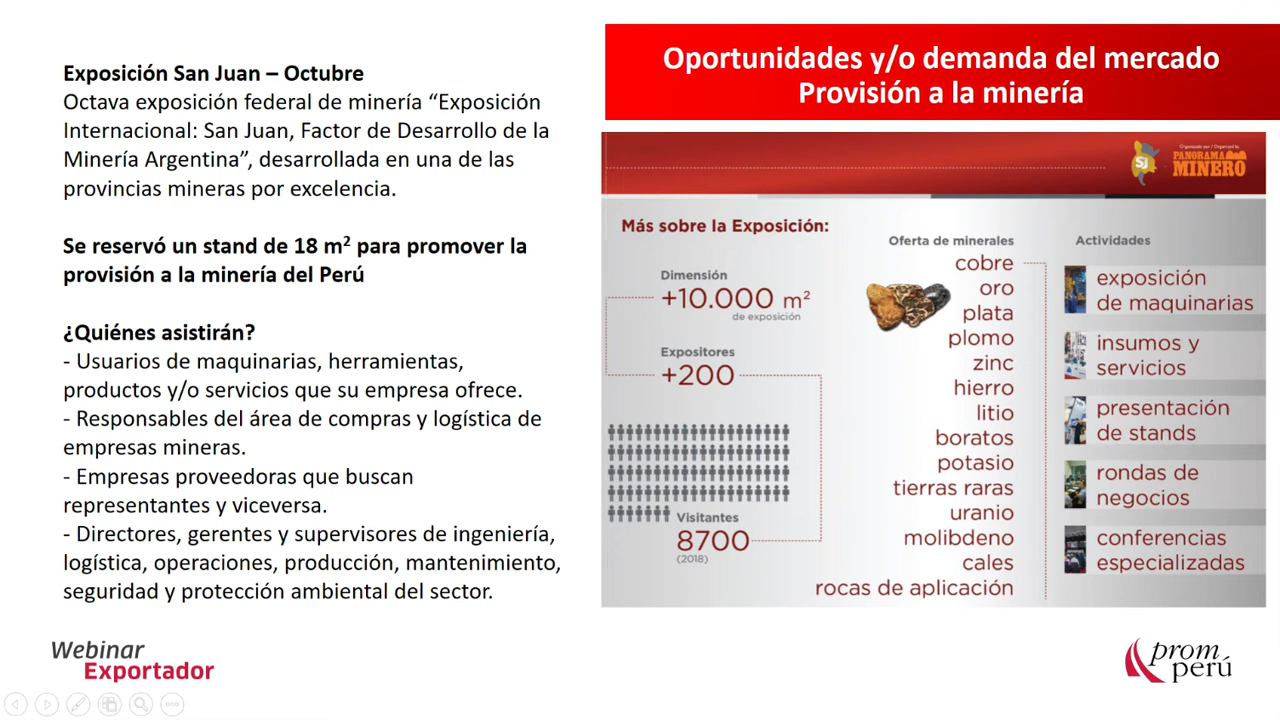 Exposición San Juan – Octubre
Octava exposición federal de minería “Exposición
Internacional: San Juan, Factor de Desarrollo de la
Minería Argentina”, desarrollada en una de las
provincias mineras por excelencia.
Se reservó un stand de 18 m² para promover la
provisión a la minería del Perú
¿Quiénes asistirán?
- Usuarios de maquinarias, herramientas,
productos y/o servicios que su empresa ofrece.
- Responsables del área de compras y logística de
empresas mineras.
- Empresas proveedoras que buscan
representantes y viceversa.
- Directores, gerentes y supervisores de ingeniería,
logística, operaciones, producción, mantenimiento,
seguridad y protección ambiental del sector.
Webinar
Exportador
Oportunidades y/o demanda del mercado
Provisión a la minería
SJ
Organizado por / Organized by
PANORAMA
MINERO
Más sobre la Exposición:
Dimensión
+10.000 m²
de exposición
Expositores
+200
Visitantes
8700
(2018)
Oferta de minerales
cobre
oro
plata
plomo
zinc
hierro
litio
boratos
potasio
tierras raras
uranio
molibdeno
cales
rocas de aplicación
Actividades
exposición
de maquinarias
insumos y
servicios
presentación
de stands
rondas de
negocios
conferencias
especializadas
prom
perú